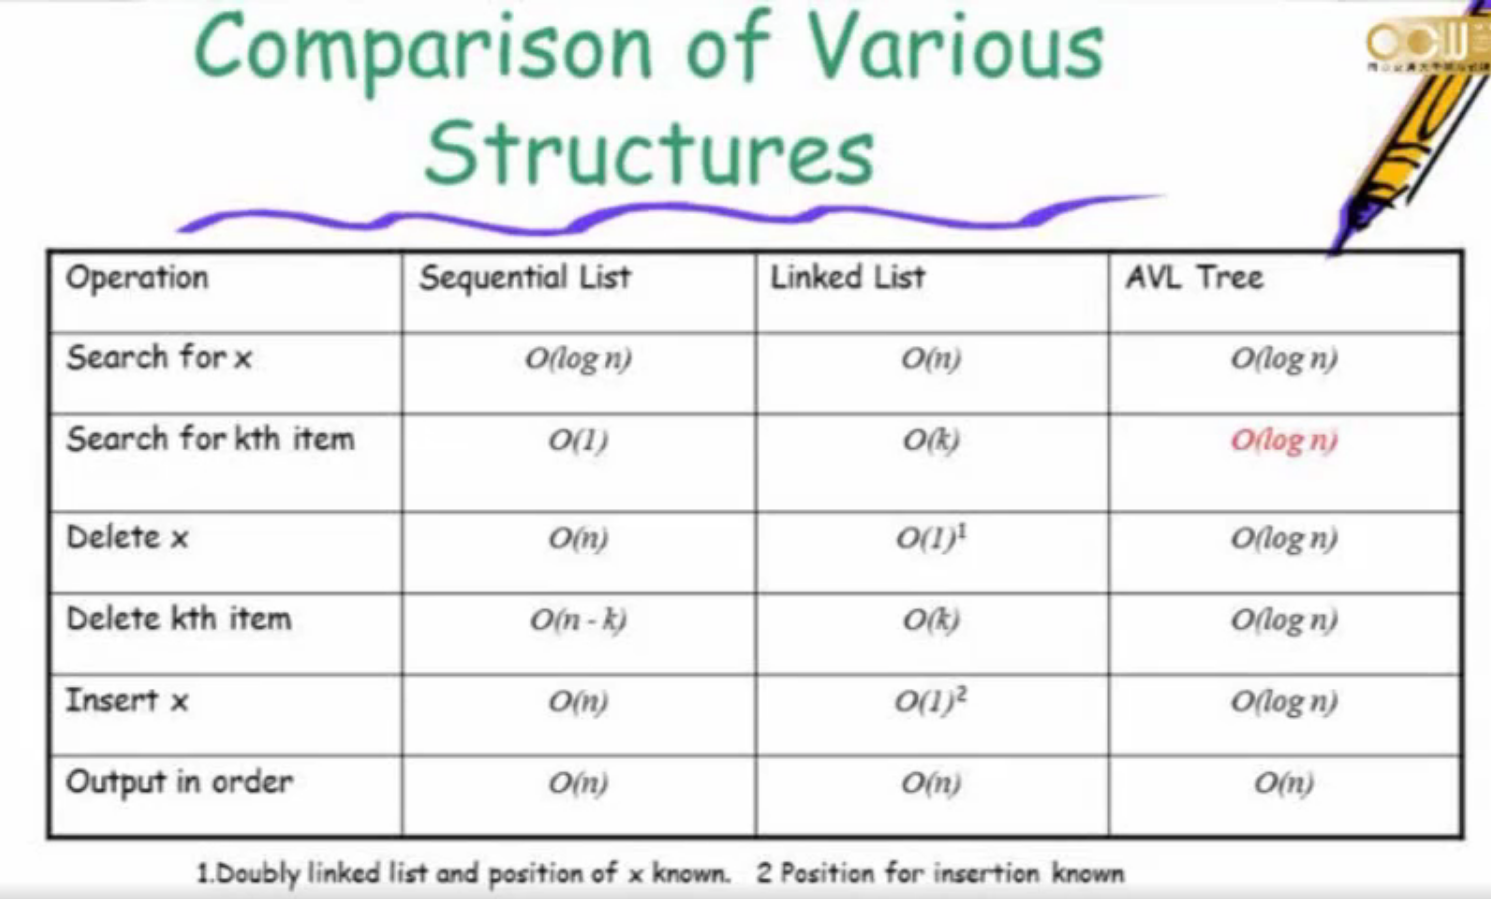 Comparison of Various
Structures
Operation Sequential List Linked List AVL Tree
Search for x O(log n) O(n) O(log n)
Search for kth item O(1) O(k) O(log n)
Delete x O(n) O(1)¹ O(log n)
Delete kth item O(n - k) O(k) O(log n)
Insert x O(n) O(1)² O(log n)
Output in order O(n) O(n) O(n)
1.Doubly linked list and position of x known. 2 Position for insertion known